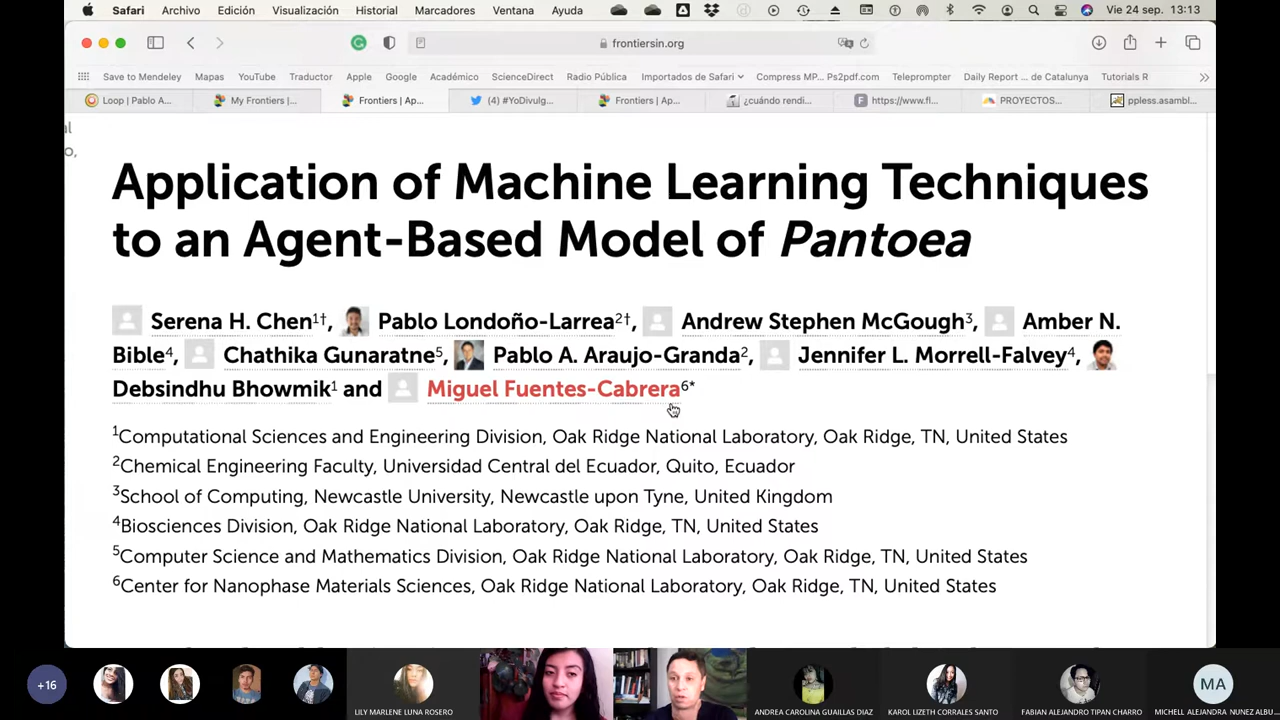 Safari Archivo Edición Visualización Historial Marcadores Ventana Ayuda Vie 24 sep. 13:13
frontiersin.org
Save to Mendeley Mapas YouTube Traductor Apple Google Académico ScienceDirect Radio Pública Importados de Safari Compress MP... Ps2pdf.com Teleprompter Daily Report ... de Catalunya Tutorials R
Loop | Pablo A... My Frontiers |... Frontiers | Ap... (4) #YoDivulg... Frontiers | Ap... ¿cuándo rendi... https://www.fl... PROYECTOS... ppless.asambl...
al
o,
Application of Machine Learning Techniques
to an Agent-Based Model of Pantoea
Serena H. Chen1†, Pablo Londoño-Larrea2†, Andrew Stephen McGough3, Amber N.
Bible4, Chathika Gunaratne5, Pablo A. Araujo-Granda2, Jennifer L. Morrell-Falvey4,
Debsindhu Bhowmik1 and Miguel Fuentes-Cabrera6*
1Computational Sciences and Engineering Division, Oak Ridge National Laboratory, Oak Ridge, TN, United States
2Chemical Engineering Faculty, Universidad Central del Ecuador, Quito, Ecuador
3School of Computing, Newcastle University, Newcastle upon Tyne, United Kingdom
4Biosciences Division, Oak Ridge National Laboratory, Oak Ridge, TN, United States
5Computer Science and Mathematics Division, Oak Ridge National Laboratory, Oak Ridge, TN, United States
6Center for Nanophase Materials Sciences, Oak Ridge National Laboratory, Oak Ridge, TN, United States
+16 MA
LILY MARLENE LUNA ROSERO ANDREA CAROLINA GUAILLAS DIAZ KAROL LIZETH CORRALES SANTO FABIAN ALEJANDRO TIPAN CHARRO MICHELL ALEJANDRA NUNEZ ALBU